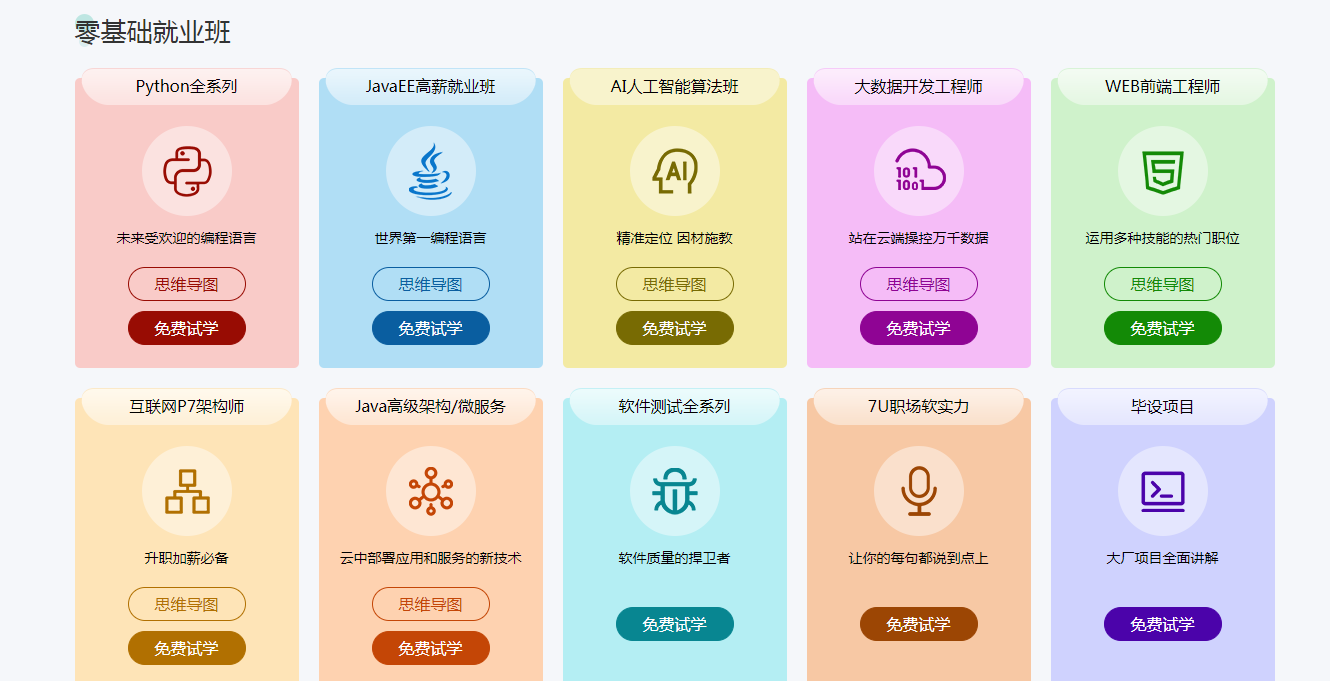 零基础就业班
Python全系列
JavaEE高薪就业班
AI人工智能算法班
大数据开发工程师
WEB前端工程师
AI
101
1001
未来受欢迎的编程语言
世界第一编程语言
精准定位 因材施教
站在云端操控万千数据
运用多种技能的热门职位
思维导图
思维导图
思维导图
思维导图
思维导图
免费试学
免费试学
免费试学
免费试学
免费试学
互联网P7架构师
Java高级架构/微服务
软件测试全系列
7U职场软实力
毕设项目
升职加薪必备
云中部署应用和服务的新技术
软件质量的捍卫者
让你的每句都说到点上
大厂项目全面讲解
思维导图
思维导图
免费试学
免费试学
免费试学
免费试学
免费试学